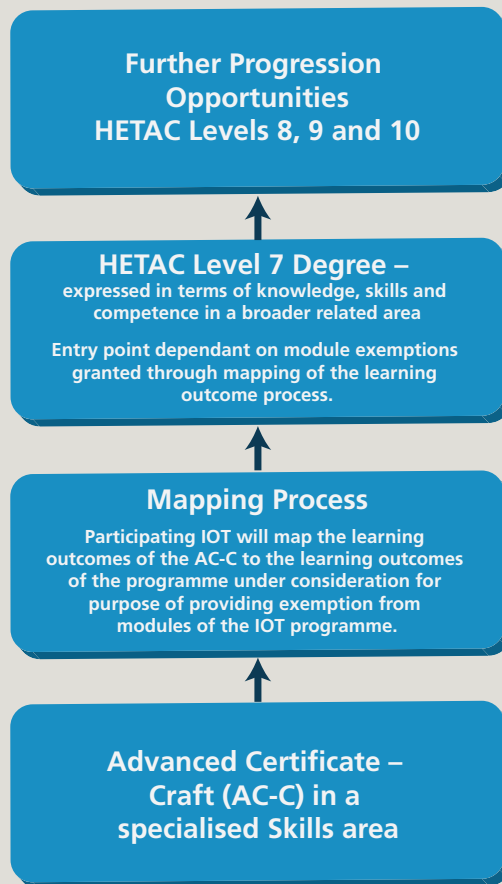 Further Progression
Opportunities
HETAC Levels 8, 9 and 10
HETAC Level 7 Degree –
expressed in terms of knowledge, skills and
competence in a broader related area
Entry point dependant on module exemptions
granted through mapping of the learning
outcome process.
Mapping Process
Participating IOT will map the learning
outcomes of the AC-C to the learning outcomes
of the programme under consideration for
purpose of providing exemption from
modules of the IOT programme.
Advanced Certificate –
Craft (AC-C) in a
specialised Skills area